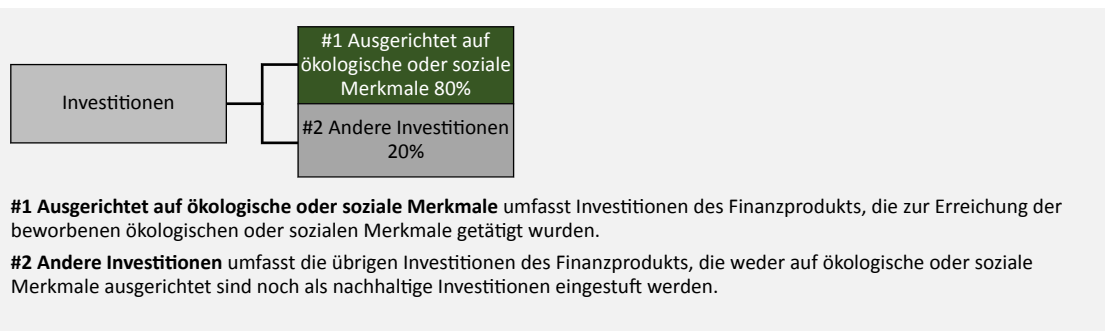 Investitionen
#1 Ausgerichtet auf
ökologische oder soziale
Merkmale 80%
#2 Andere Investitionen
20%
#1 Ausgerichtet auf ökologische oder soziale Merkmale umfasst Investitionen des Finanzprodukts, die zur Erreichung der
beworbenen ökologischen oder sozialen Merkmale getätigt wurden.
#2 Andere Investitionen umfasst die übrigen Investitionen des Finanzprodukts, die weder auf ökologische oder soziale
Merkmale ausgerichtet sind noch als nachhaltige Investitionen eingestuft werden.